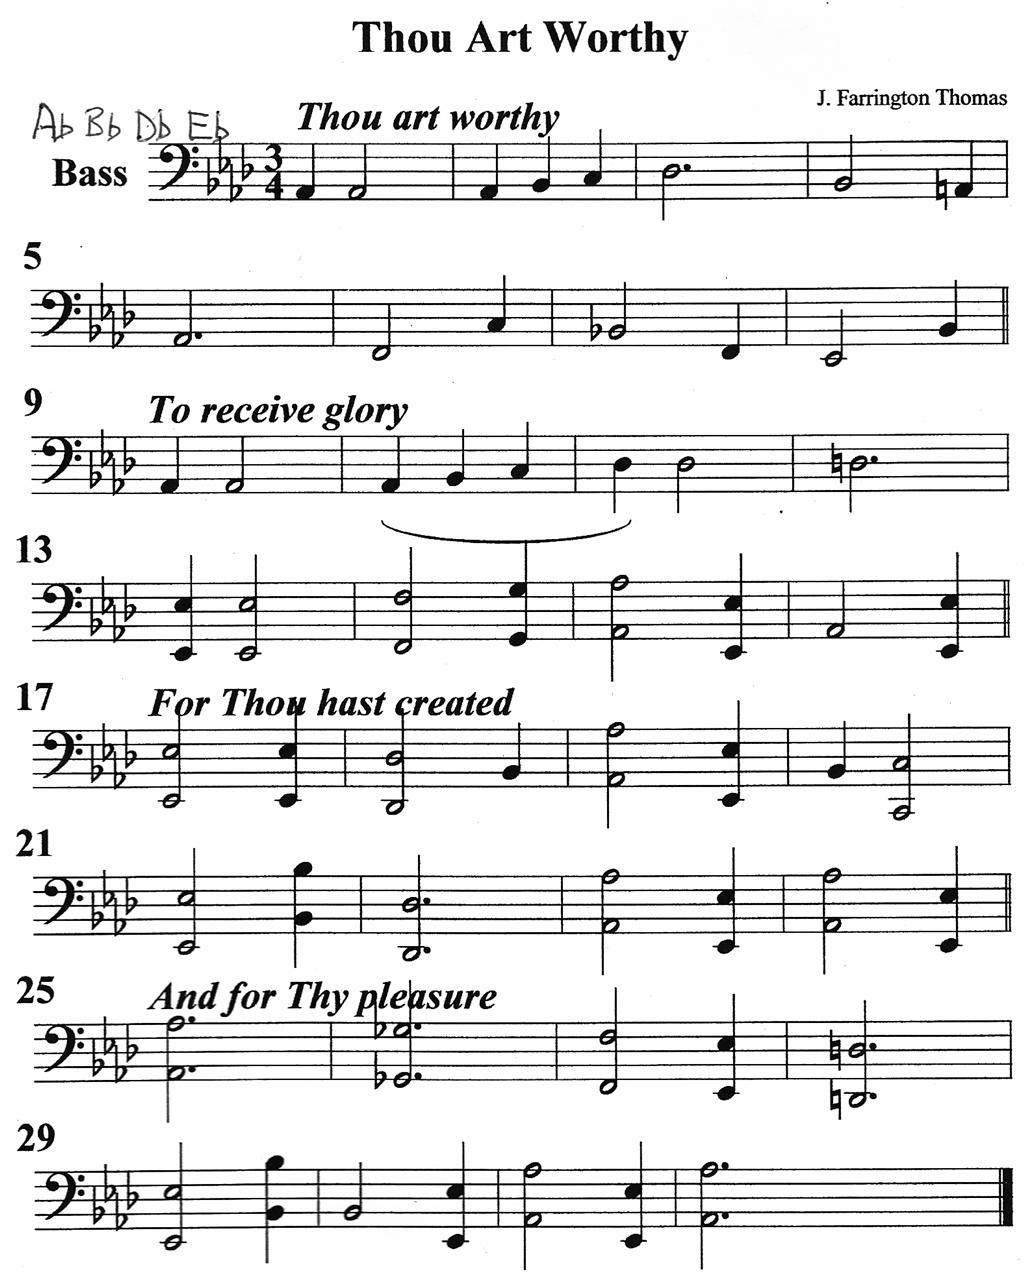 Thou Art Worthy
J. Farrington Thomas
Ab Bb Db Eb
Thou art worthy
Bass
3
4
5
9
To receive glory
13
17
For Thou hast created
21
25
And for Thy pleasure
29